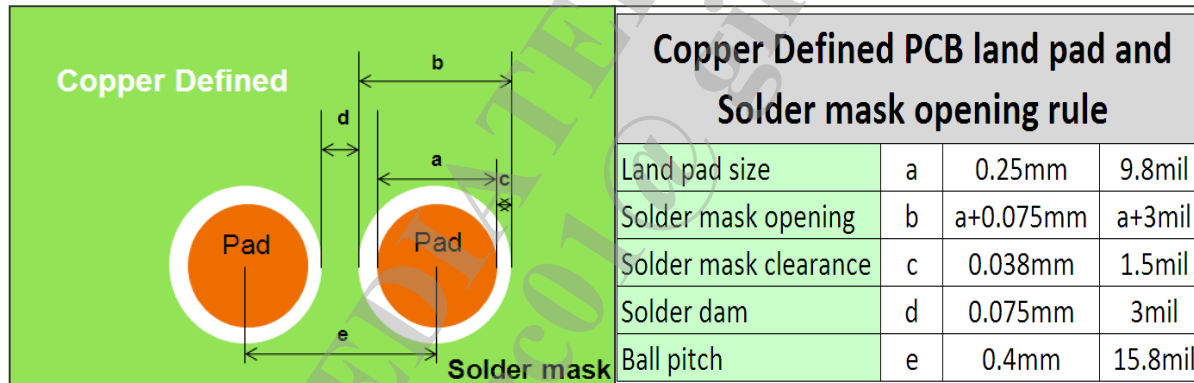 Copper Defined
b
d
a
c
Pad
Pad
e
Solder mask
Copper Defined PCB land pad and
Solder mask opening rule
Land pad size a 0.25mm 9.8mil
Solder mask opening b a+0.075mm a+3mil
Solder mask clearance c 0.038mm 1.5mil
Solder dam d 0.075mm 3mil
Ball pitch e 0.4mm 15.8mil